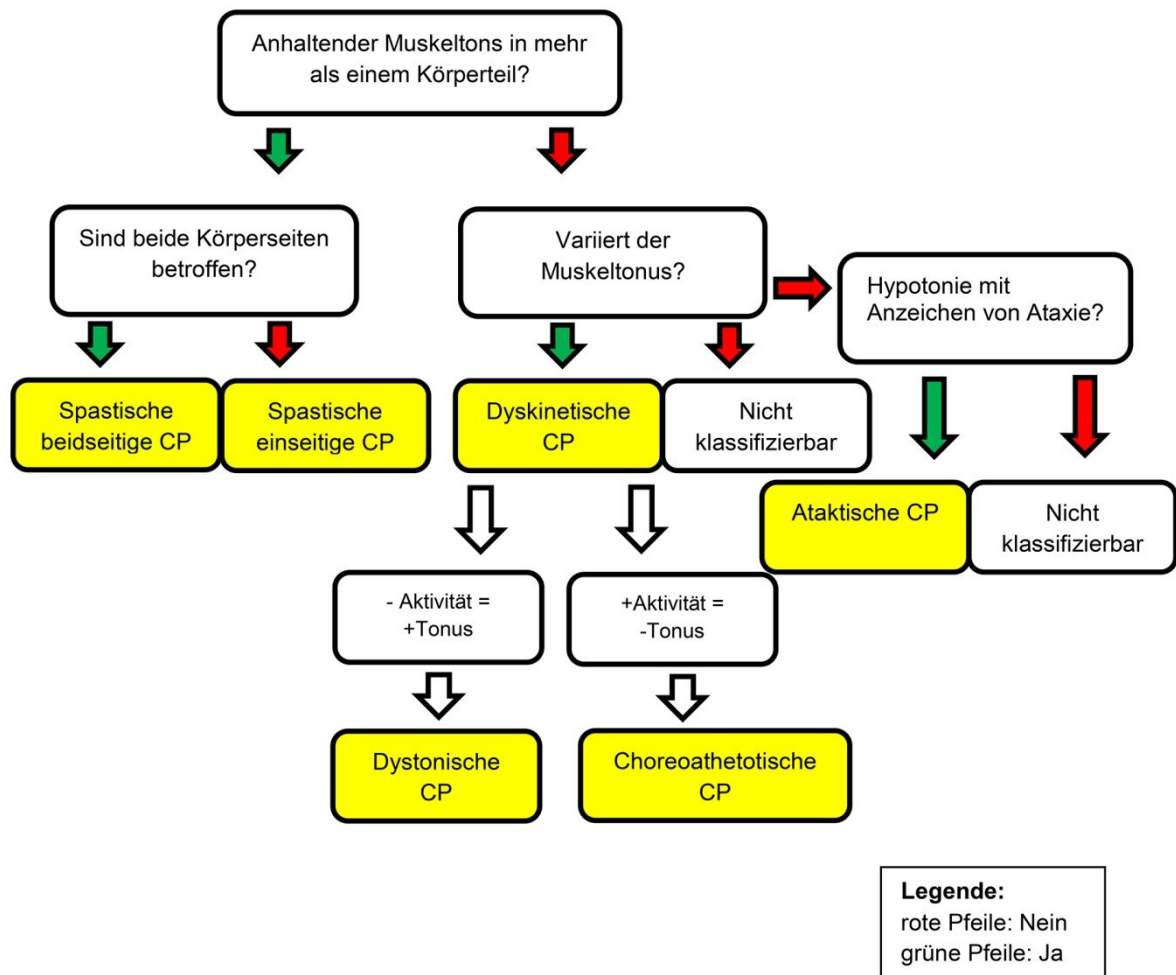 Anhaltender Muskeltons in mehr
als einem Körperteil?
Sind beide Körperseiten
betroffen?
Variiert der
Muskeltonus?
Hypotonie mit
Anzeichen von Ataxie?
Spastische
beidseitige CP
Spastische
einseitige CP
Dyskinetische
CP
Nicht
klassifizierbar
Ataktische CP
Nicht
klassifizierbar
- Aktivität =
+Tonus
+Aktivität =
-Tonus
Dystonische
CP
Choreoathetotische
CP
Legende:
rote Pfeile: Nein
grüne Pfeile: Ja